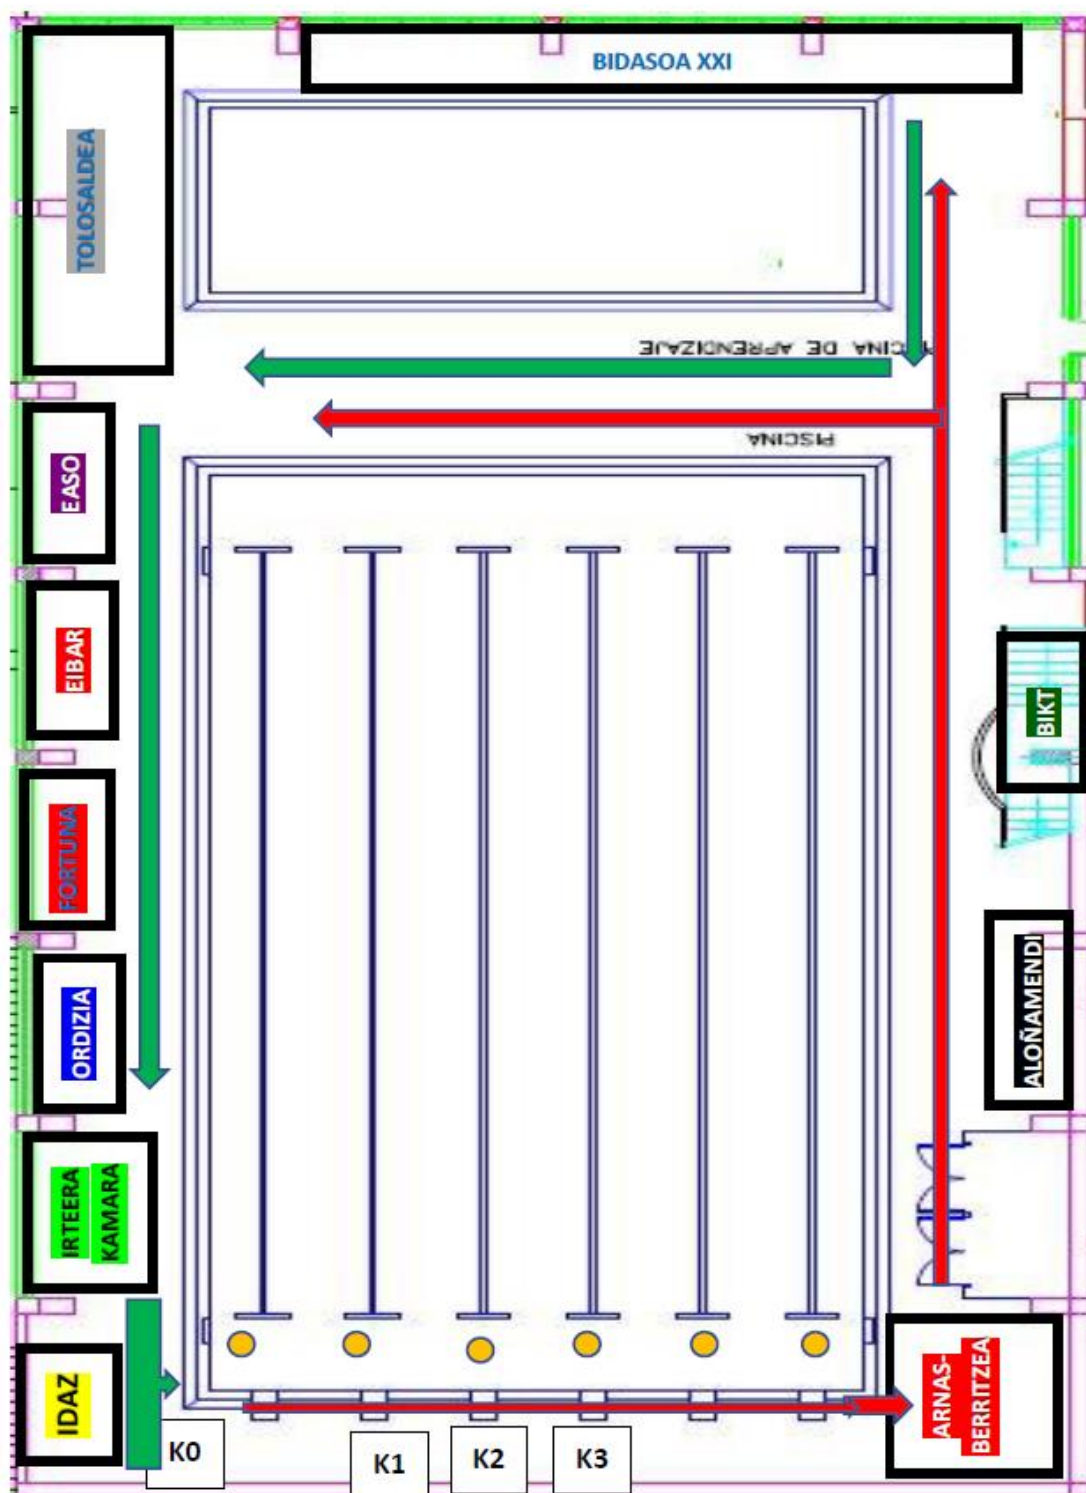 BIDASOA XXI
TOLOSALDEA
PISCINA DE APRENDIZAJE
PISCINA
EASO
EIBAR
BIKT
FORTUNA
ORDIZIA
ALOÑAMENDI
IRTEERA
KAMARA
IDAZ
ARNAS-
BERRITZEA
K0
K1
K2
K3